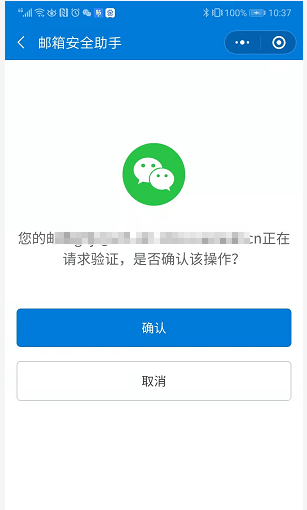 100% 10:37
邮箱安全助手
您的邮 cn正在
请求验证，是否确认该操作？
确认
取消